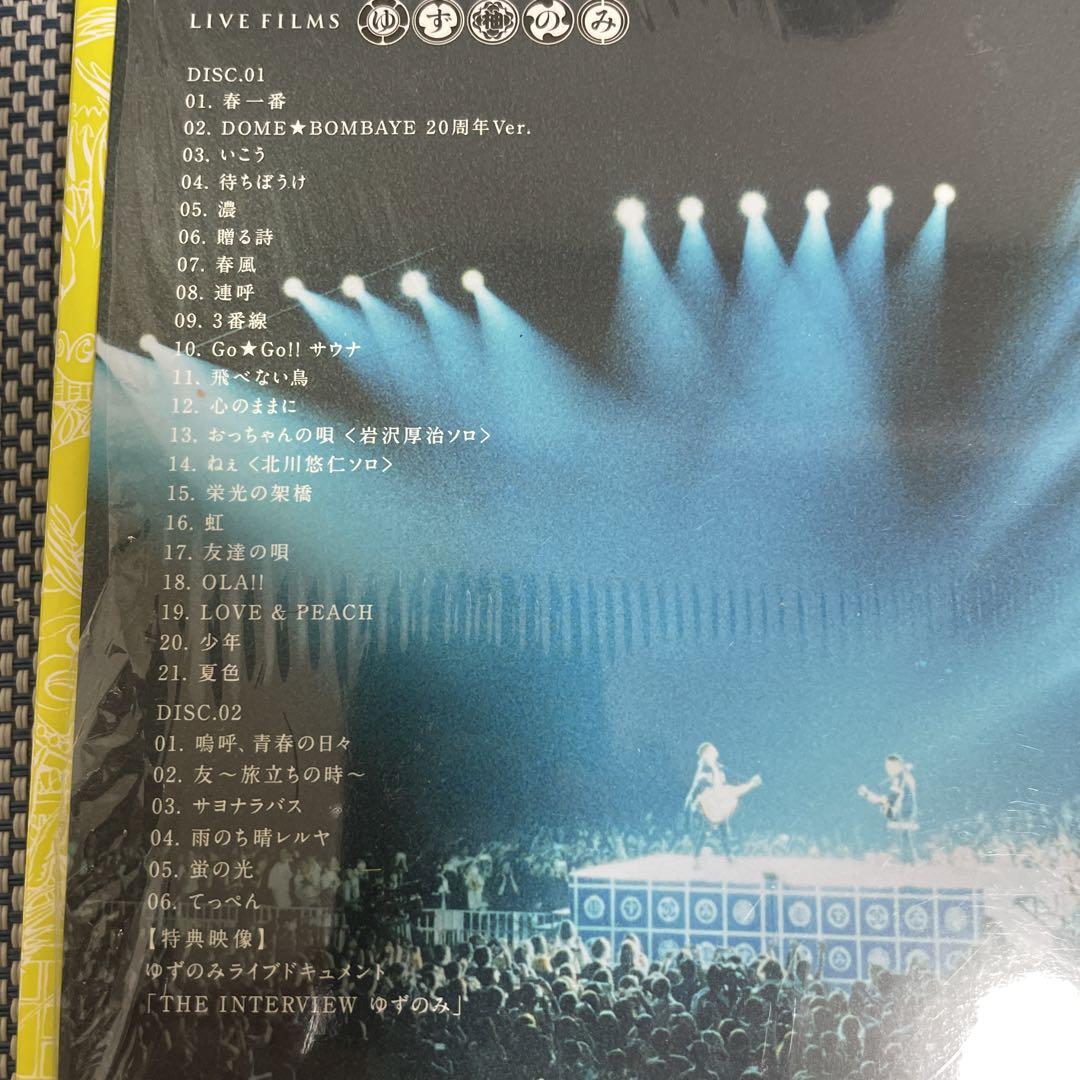 LIVE FILMS ゆず柚のみ
DISC.01
01. 春一番
02. DOME★BOMBAYE 20周年Ver.
03. いこう
04. 待ちぼうけ
05. 濃
06. 贈る詩
07. 春風
08. 連呼
09. 3番線
10. Go★Go!! サウナ
11. 飛べない鳥
12. 心のままに
13. おっちゃんの唄 <岩沢厚治ソロ>
14. ねぇ <北川悠仁ソロ>
15. 栄光の架橋
16. 虹
17. 友達の唄
18. OLA!!
19. LOVE & PEACH
20. 少年
21. 夏色
DISC.02
01. 嗚呼、青春の日々
02. 友～旅立ちの時～
03. サヨナラバス
04. 雨のち晴レルヤ
05. 蛍の光
06. てっぺん
【特典映像】
ゆずのみライブドキュメント
「THE INTERVIEW ゆずのみ」